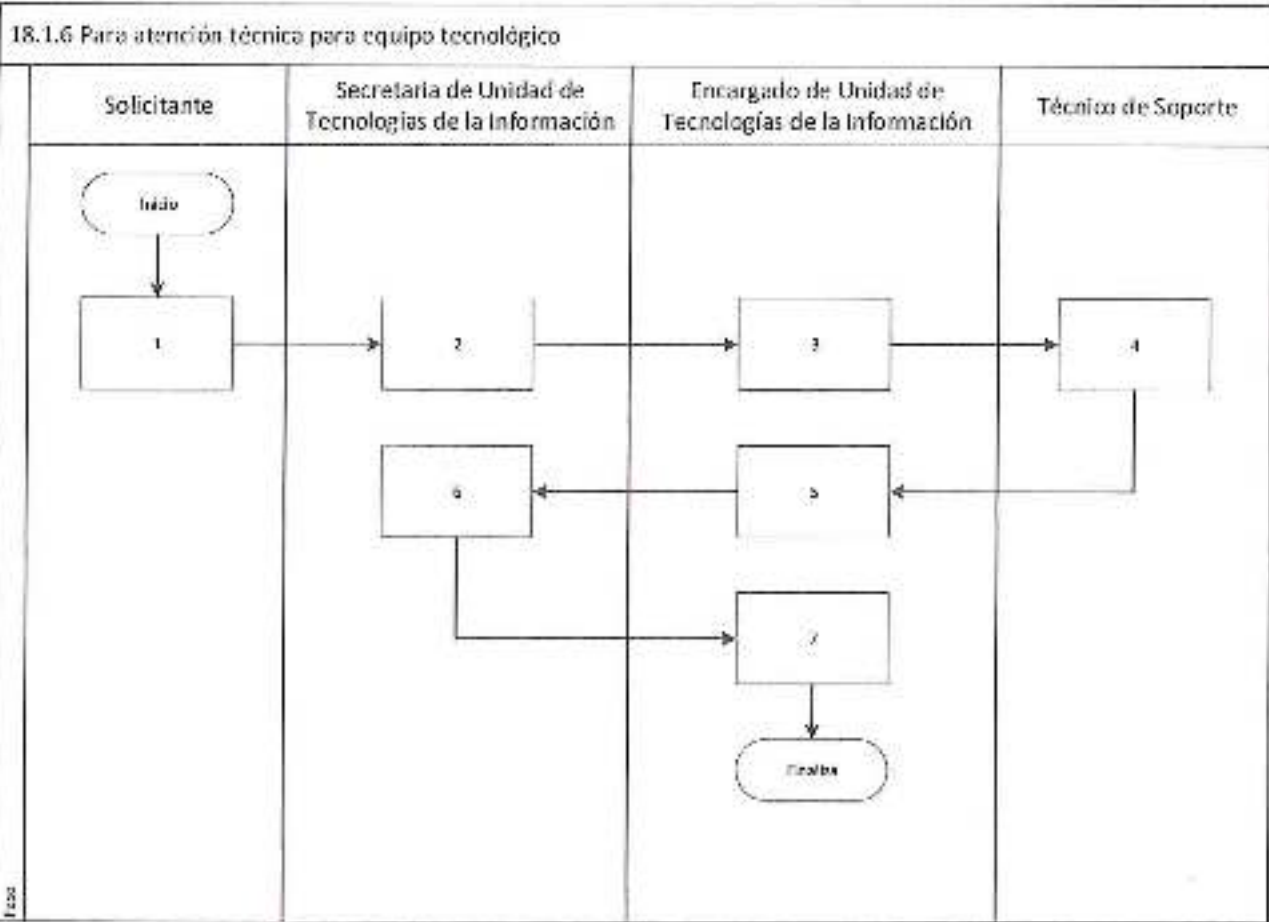 18.1.6 Para atención técnica para equipo tecnológico
Solicitante
Secretaria de Unidad de
Tecnologías de la Información
Encargado de Unidad de
Tecnologías de la Información
Técnico de Soporte
Inicio
1
2
3
4
6
5
7
Finaliza
Fase